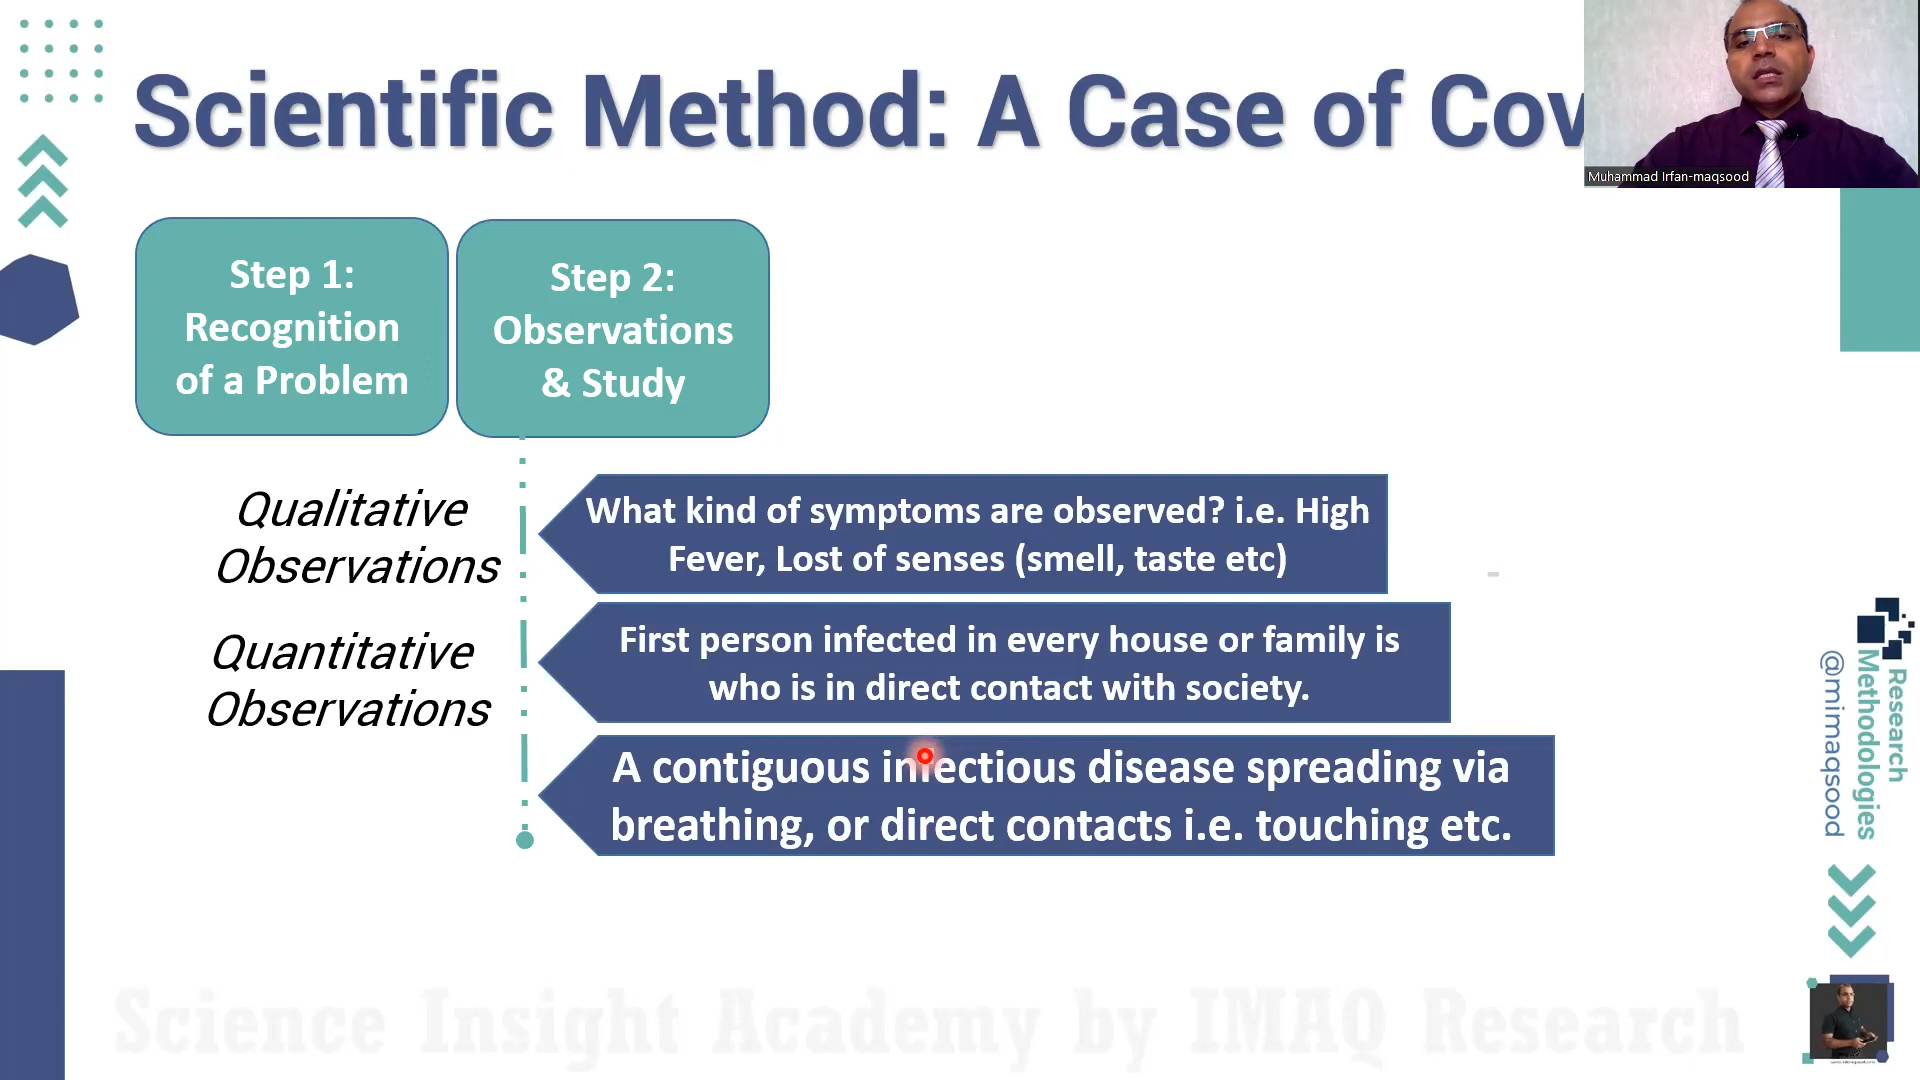 Scientific Method: A Case of Cov
Muhammad Irfan-maqsood
Step 1:
Recognition
of a Problem
Step 2:
Observations
& Study
Qualitative
Observations
What kind of symptoms are observed? i.e. High
Fever, Lost of senses (smell, taste etc)
Quantitative
Observations
First person infected in every house or family is
who is in direct contact with society.
A contiguous infectious disease spreading via
breathing, or direct contacts i.e. touching etc.
Research
Methodologies
@mimaqsood
Science Insight Academy by IMAQ Research